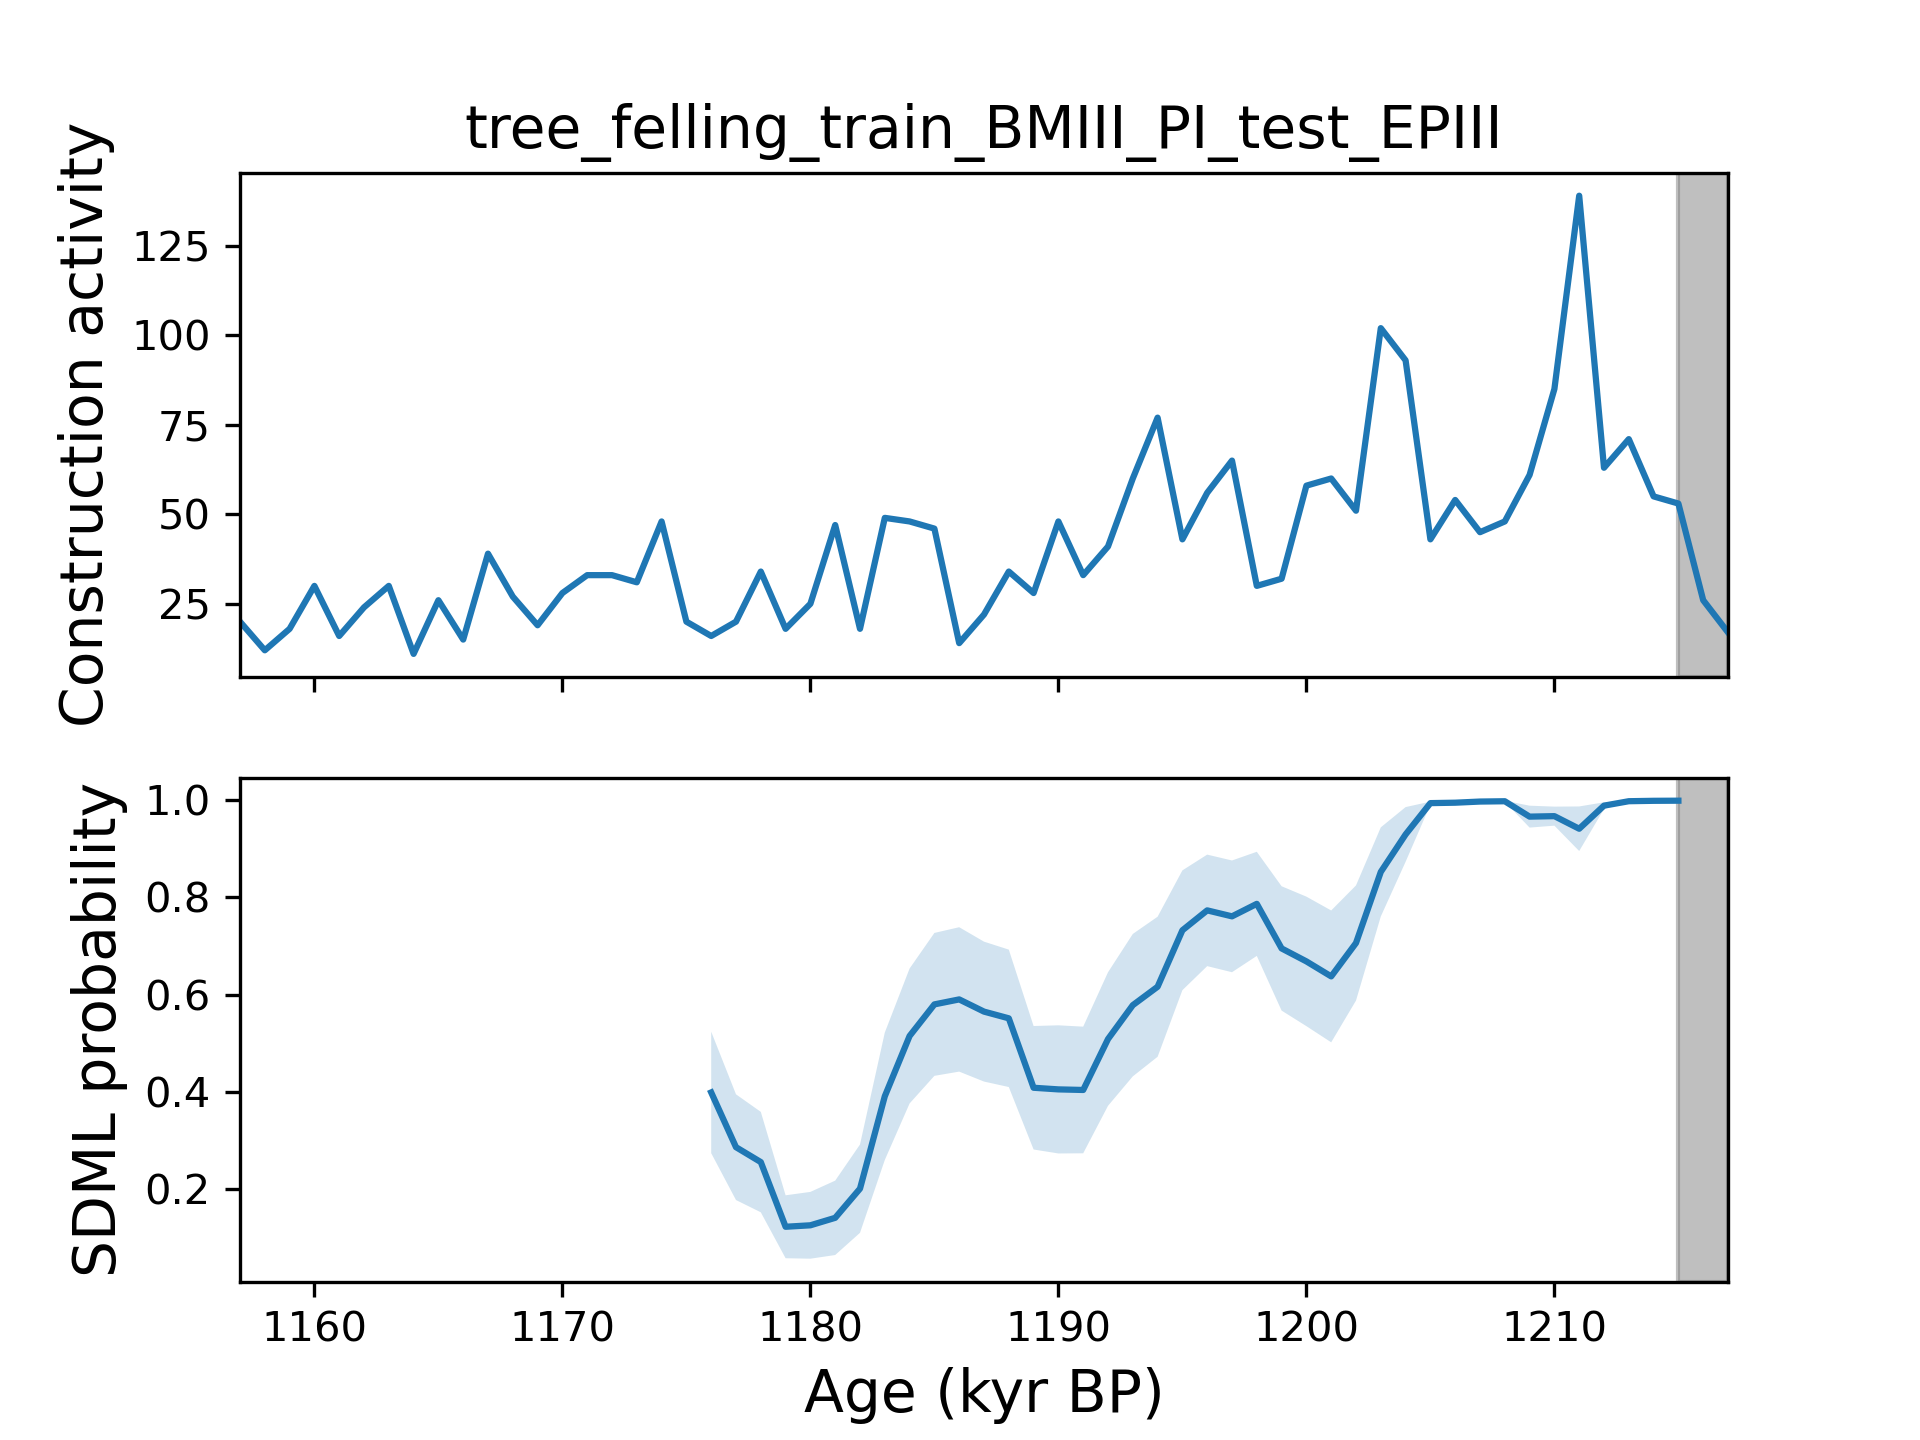 tree_felling_train_BMIII_PI_test_EPIII
Construction activity
125
100
75
50
25
SDML probability
1.0
0.8
0.6
0.4
0.2
1160 1170 1180 1190 1200 1210
Age (kyr BP)